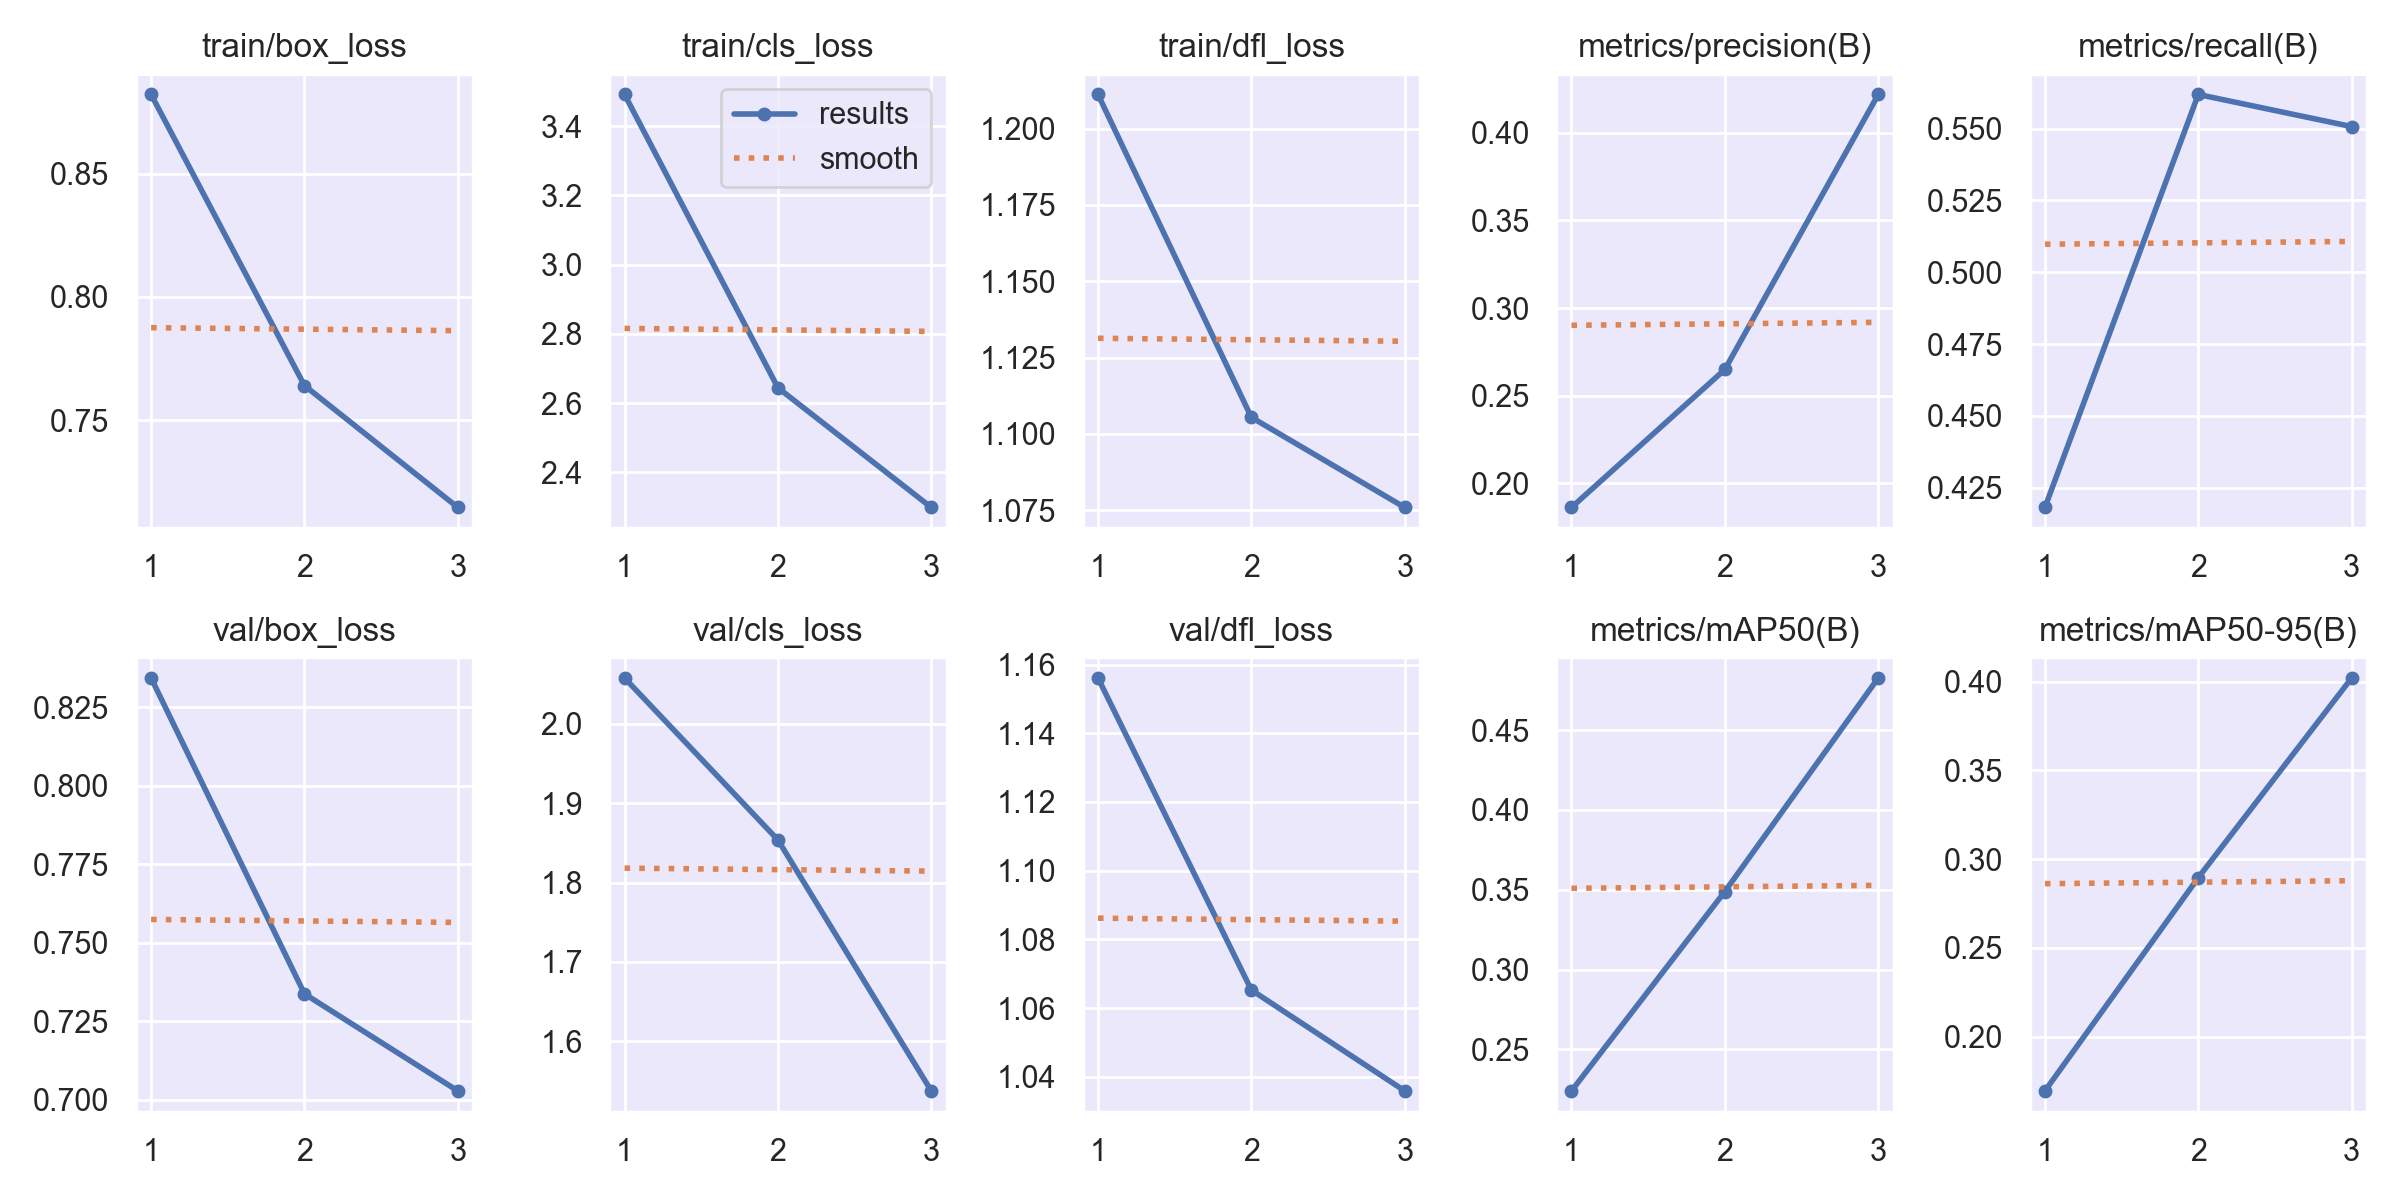 train/box_loss
train/cls_loss
train/dfl_loss
metrics/precision(B)
metrics/recall(B)
0.85
0.80
0.75
1 2 3
results
smooth
3.4
3.2
3.0
2.8
2.6
2.4
1 2 3
1.200
1.175
1.150
1.125
1.100
1.075
1 2 3
0.40
0.35
0.30
0.25
0.20
1 2 3
0.550
0.525
0.500
0.475
0.450
0.425
1 2 3
val/box_loss
val/cls_loss
val/dfl_loss
metrics/mAP50(B)
metrics/mAP50-95(B)
0.825
0.800
0.775
0.750
0.725
0.700
1 2 3
2.0
1.9
1.8
1.7
1.6
1 2 3
1.16
1.14
1.12
1.10
1.08
1.06
1.04
1 2 3
0.45
0.40
0.35
0.30
0.25
1 2 3
0.40
0.35
0.30
0.25
0.20
1 2 3